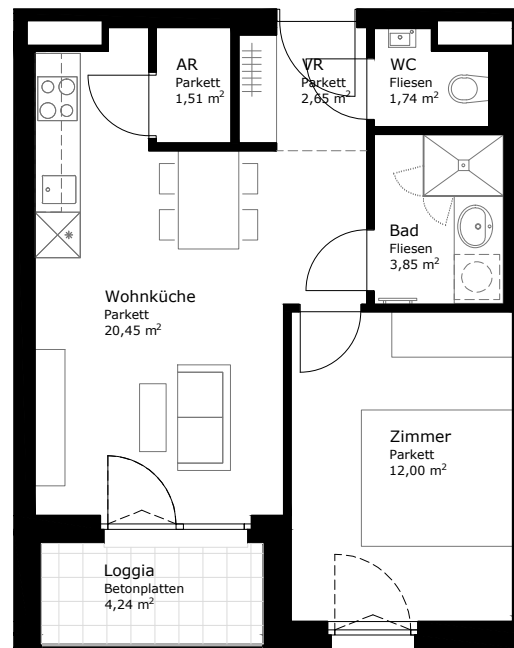 AR
Parkett
1,51 m²
VR
Parkett
2,65 m²
WC
Fliesen
1,74 m²
Bad
Fliesen
3,85 m²
Wohnküche
Parkett
20,45 m²
Zimmer
Parkett
12,00 m²
Loggia
Betonplatten
4,24 m²